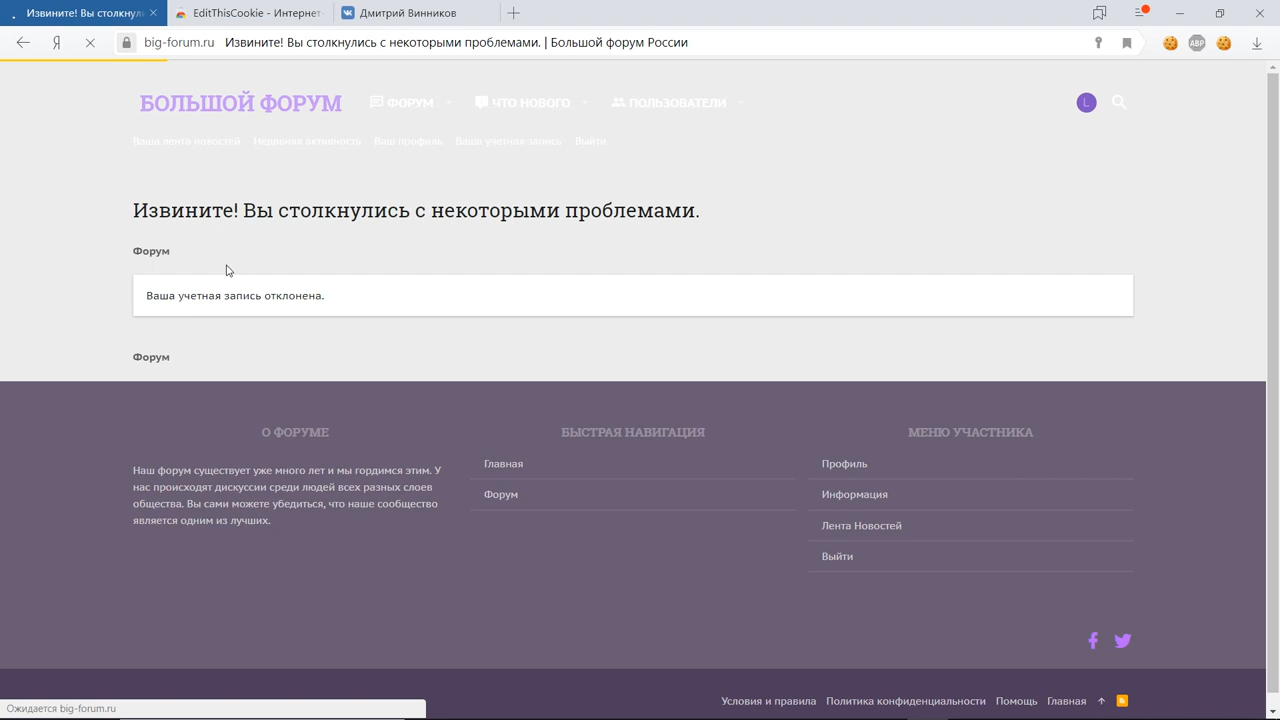 Извините! Вы столкнули
EditThisCookie - Интернет-
Дмитрий Винников
Я
big-forum.ru Извините! Вы столкнулись с некоторыми проблемами. | Большой форум России
ABP
БОЛЬШОЙ ФОРУМ
ФОРУМ
ЧТО НОВОГО
ПОЛЬЗОВАТЕЛИ
L
Ваша лента новостей Недавняя активность Ваш профиль Ваша учетная запись Выйти
Извините! Вы столкнулись с некоторыми проблемами.
Форум
Ваша учетная запись отклонена.
Форум
О ФОРУМЕ
Наш форум существует уже много лет и мы гордимся этим. У
нас происходят дискуссии среди людей всех разных слоев
общества. Вы сами можете убедиться, что наше сообщество
является одним из лучших.
БЫСТРАЯ НАВИГАЦИЯ
Главная
Форум
МЕНЮ УЧАСТНИКА
Профиль
Информация
Лента Новостей
Выйти
Условия и правила Политика конфиденциальности Помощь Главная
Ожидается big-forum.ru